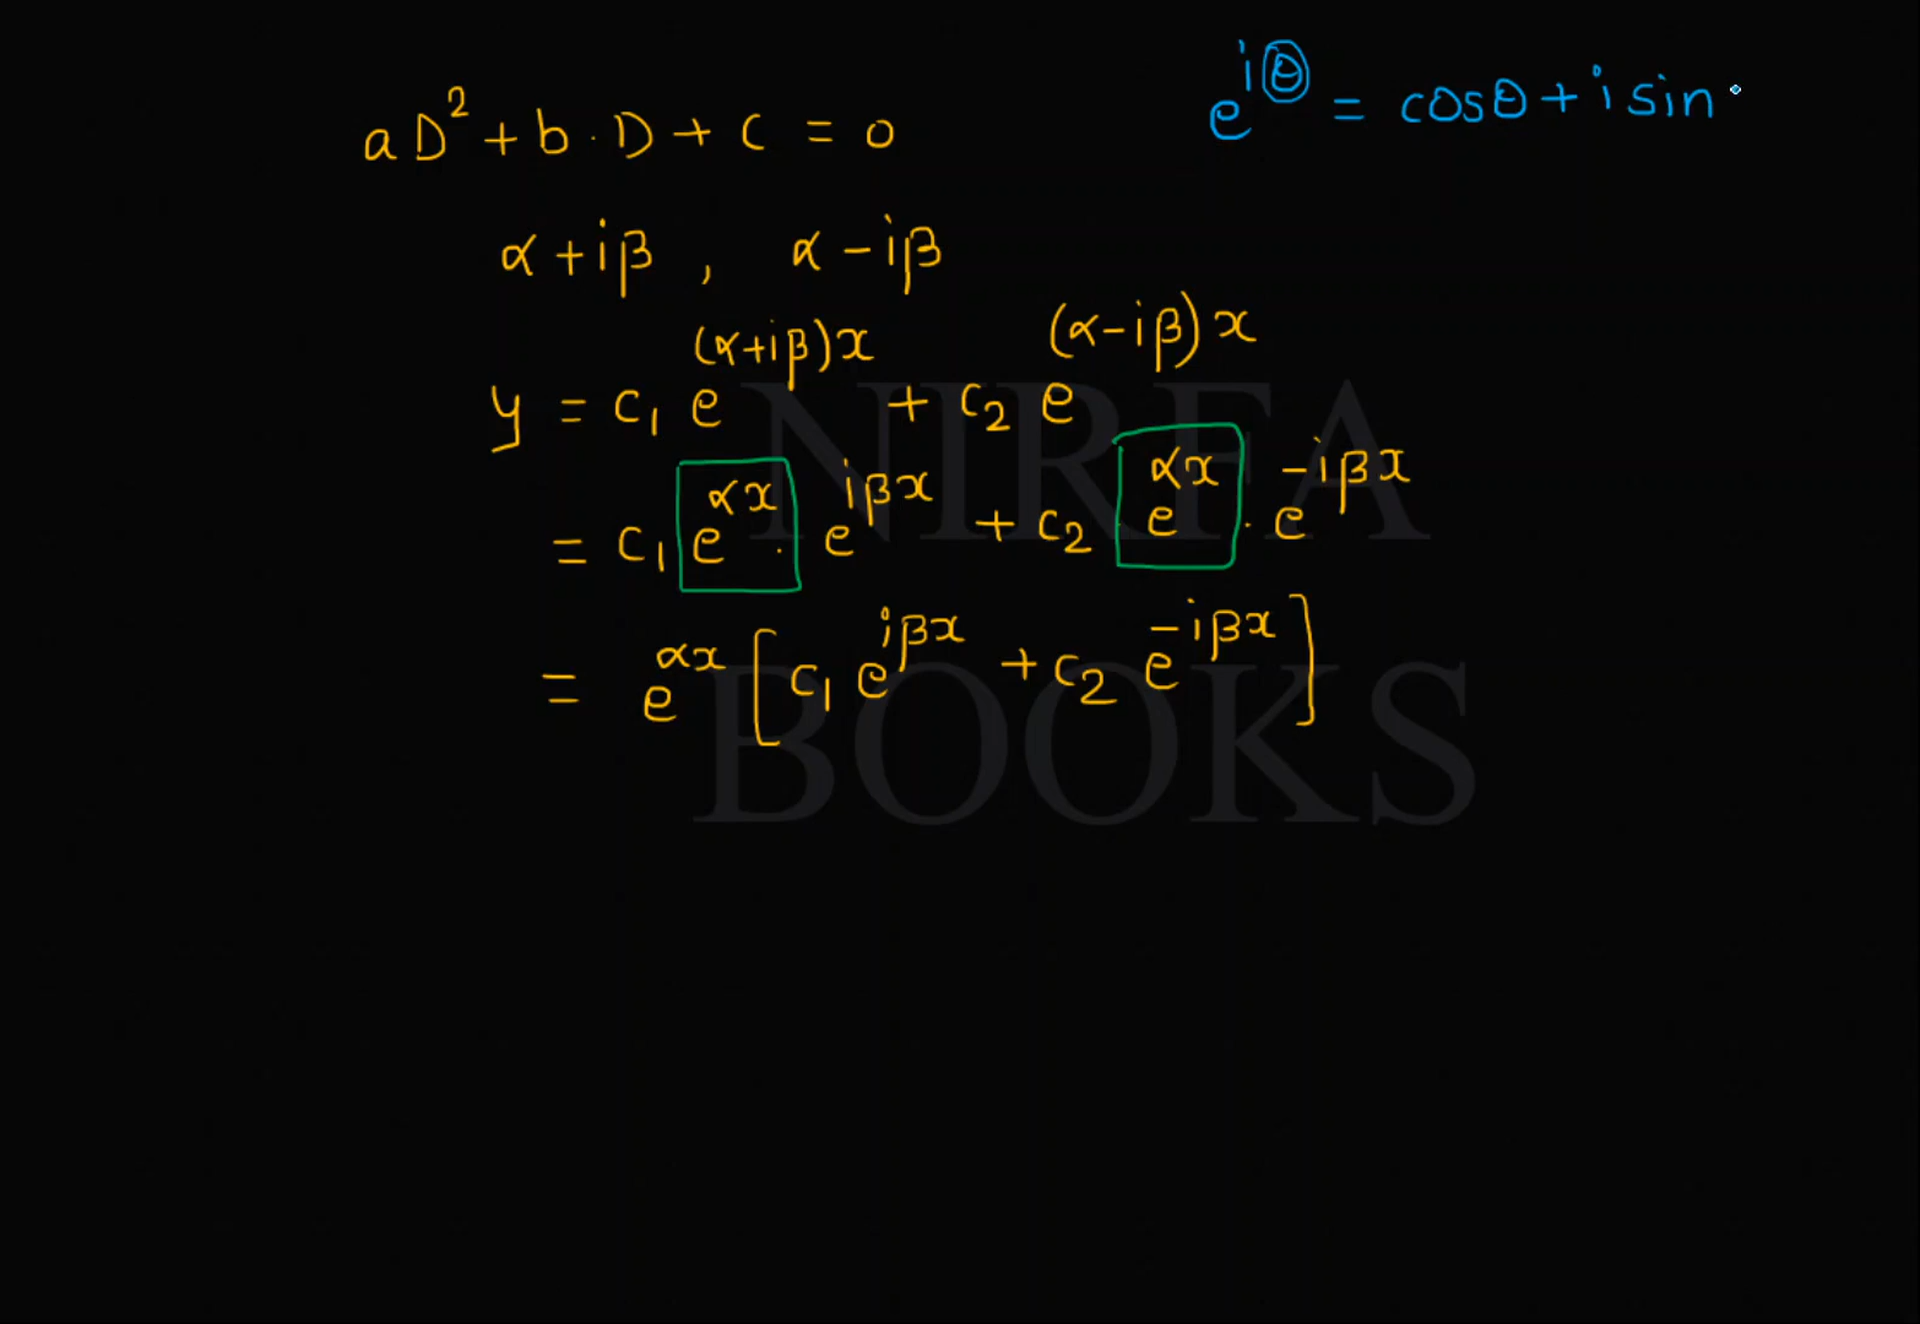 aD² + b·D + c = 0
e^{iθ} = cosθ + i sin
α + iβ , α - iβ
y = c₁ e^{(α+iβ)x} + c₂ e^{(α-iβ)x}
= c₁ e^{αx} · e^{iβx} + c₂ e^{αx} · e^{-iβx}
= e^{αx} [c₁ e^{iβx} + c₂ e^{-iβx}]
NIRFA
BOOKS